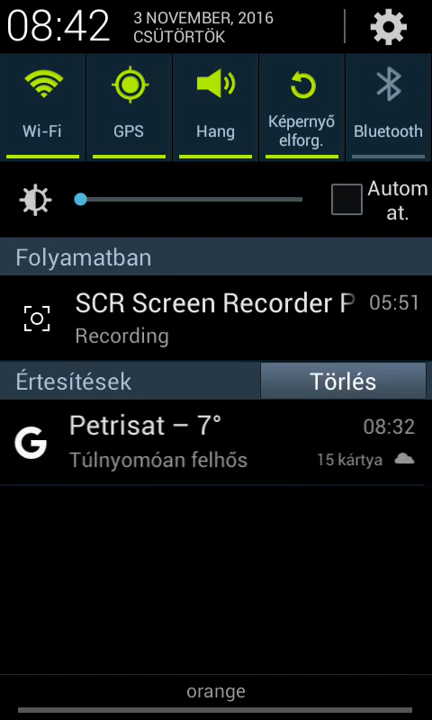 08:42
3 NOVEMBER, 2016
CSÜTÖRTÖK
Wi-Fi
GPS
Hang
Képernyő
elforg.
Bluetooth
Autom
at.
Folyamatban
SCR Screen Recorder P
05:51
Recording
Értesítések
Törlés
Petrisat – 7°
08:32
Túlnyomóan felhős
15 kártya
orange